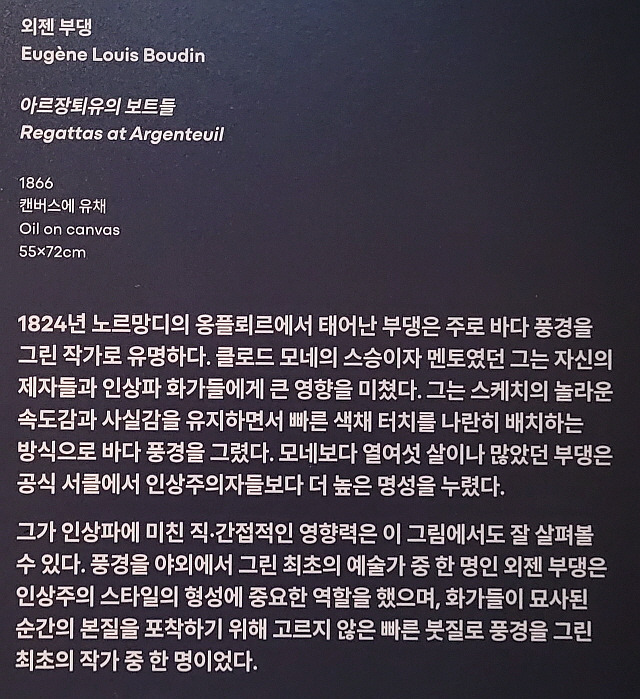 외젠 부댕
Eugène Louis Boudin
아르장퇴유의 보트들
Regattas at Argenteuil
1866
캔버스에 유채
Oil on canvas
55×72cm
1824년 노르망디의 옹플뢰르에서 태어난 부댕은 주로 바다 풍경을
그린 작가로 유명하다. 클로드 모네의 스승이자 멘토였던 그는 자신의
제자들과 인상파 화가들에게 큰 영향을 미쳤다. 그는 스케치의 놀라운
속도감과 사실감을 유지하면서 빠른 색채 터치를 나란히 배치하는
방식으로 바다 풍경을 그렸다. 모네보다 열여섯 살이나 많았던 부댕은
공식 서클에서 인상주의자들보다 더 높은 명성을 누렸다.
그가 인상파에 미친 직·간접적인 영향력은 이 그림에서도 잘 살펴볼
수 있다. 풍경을 야외에서 그린 최초의 예술가 중 한 명인 외젠 부댕은
인상주의 스타일의 형성에 중요한 역할을 했으며, 화가들이 묘사된
순간의 본질을 포착하기 위해 고르지 않은 빠른 붓질로 풍경을 그린
최초의 작가 중 한 명이었다.